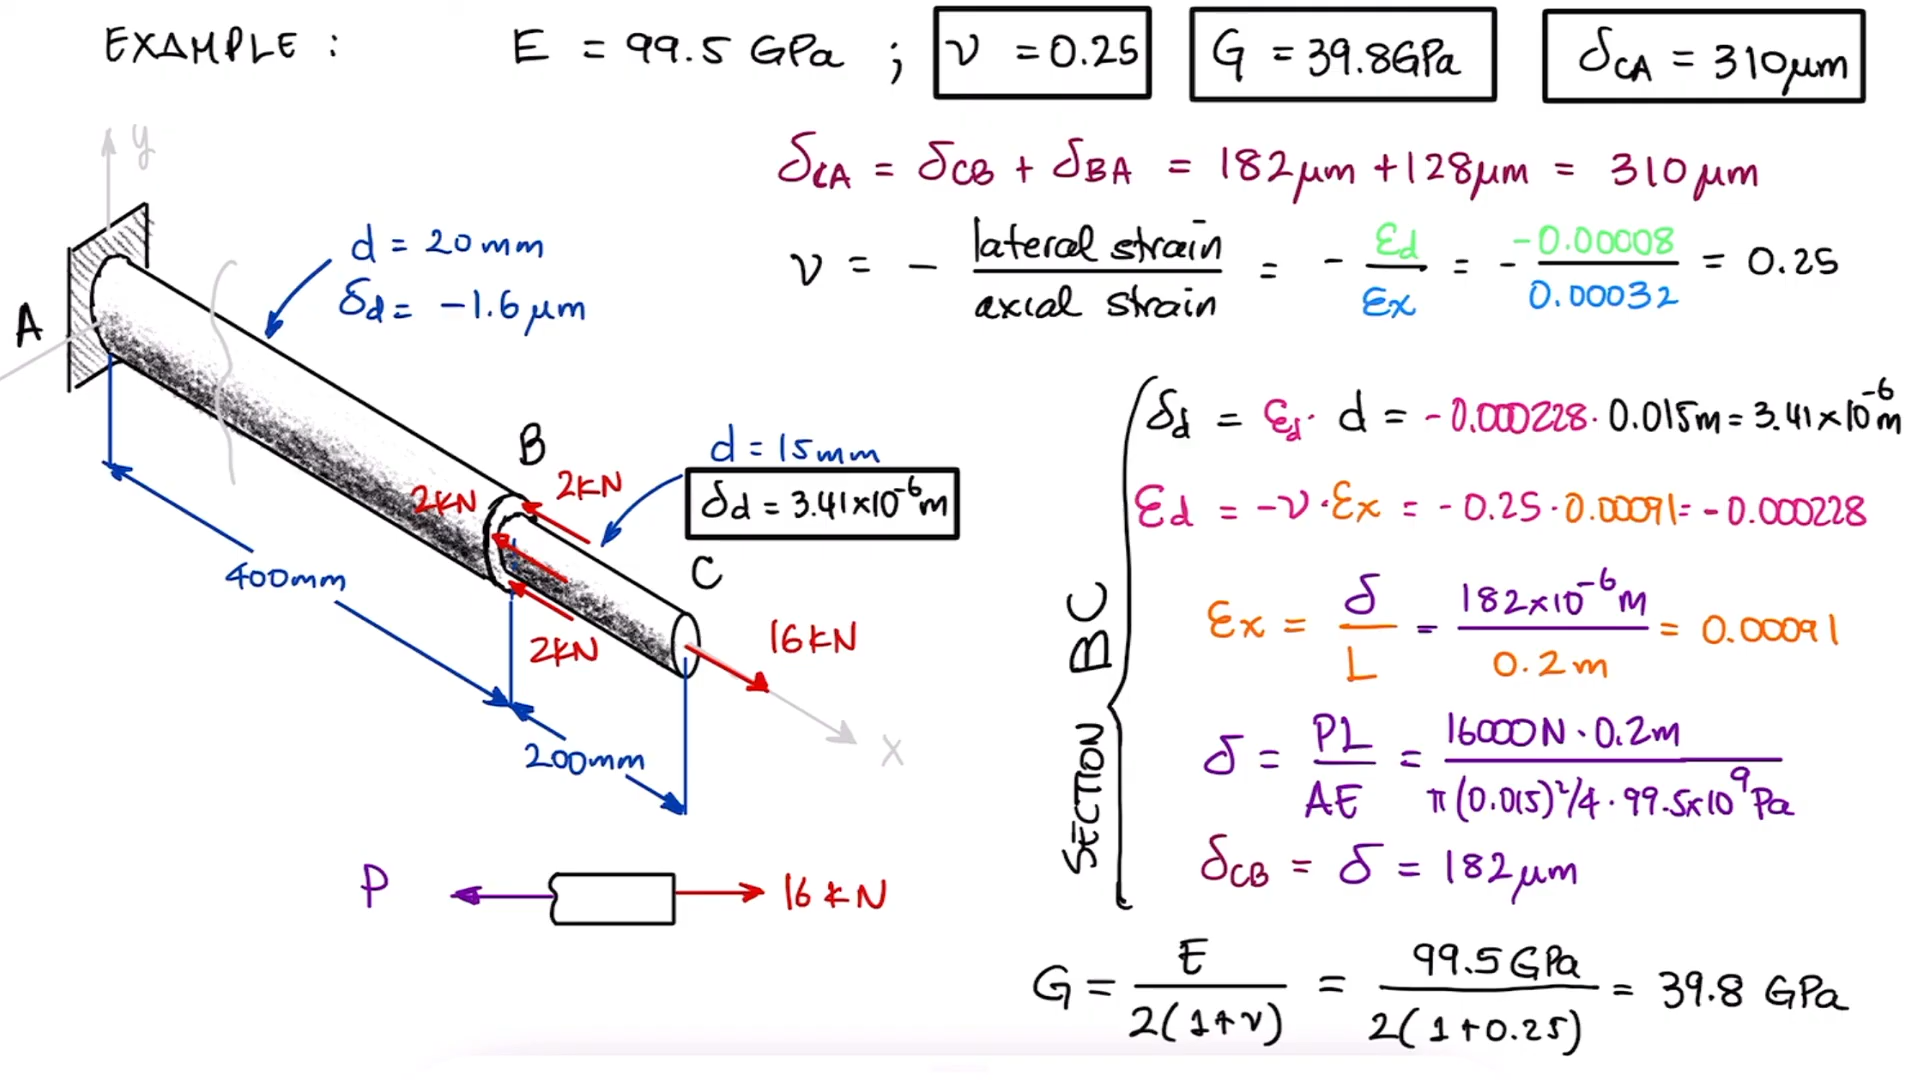 EXAMPLE : E = 99.5 GPa ; ν = 0.25 G = 39.8GPa δCA = 310μm
δCA = δCB + δBA = 182μm + 128μm = 310μm
ν = - lateral strain / axial strain = - εd / εx = - -0.00008 / 0.00032 = 0.25
y
d = 20mm
δd = -1.6 μm
A
B
d = 15mm
δd = 3.41×10⁻⁶m
2kN 2kN
C
2kN
16kN
400mm
200mm
x
P 16kN
SECTION BC
δd = εd · d = -0.000228 · 0.015m = 3.41×10⁻⁶m
εd = -ν · εx = -0.25 · 0.00091 = -0.000228
εx = δ / L = 182×10⁻⁶m / 0.2m = 0.00091
δ = PL / AE = 16000N · 0.2m / π(0.015)²/4 · 99.5×10⁹Pa
δCB = δ = 182μm
G = E / 2(1+ν) = 99.5GPa / 2(1+0.25) = 39.8 GPa